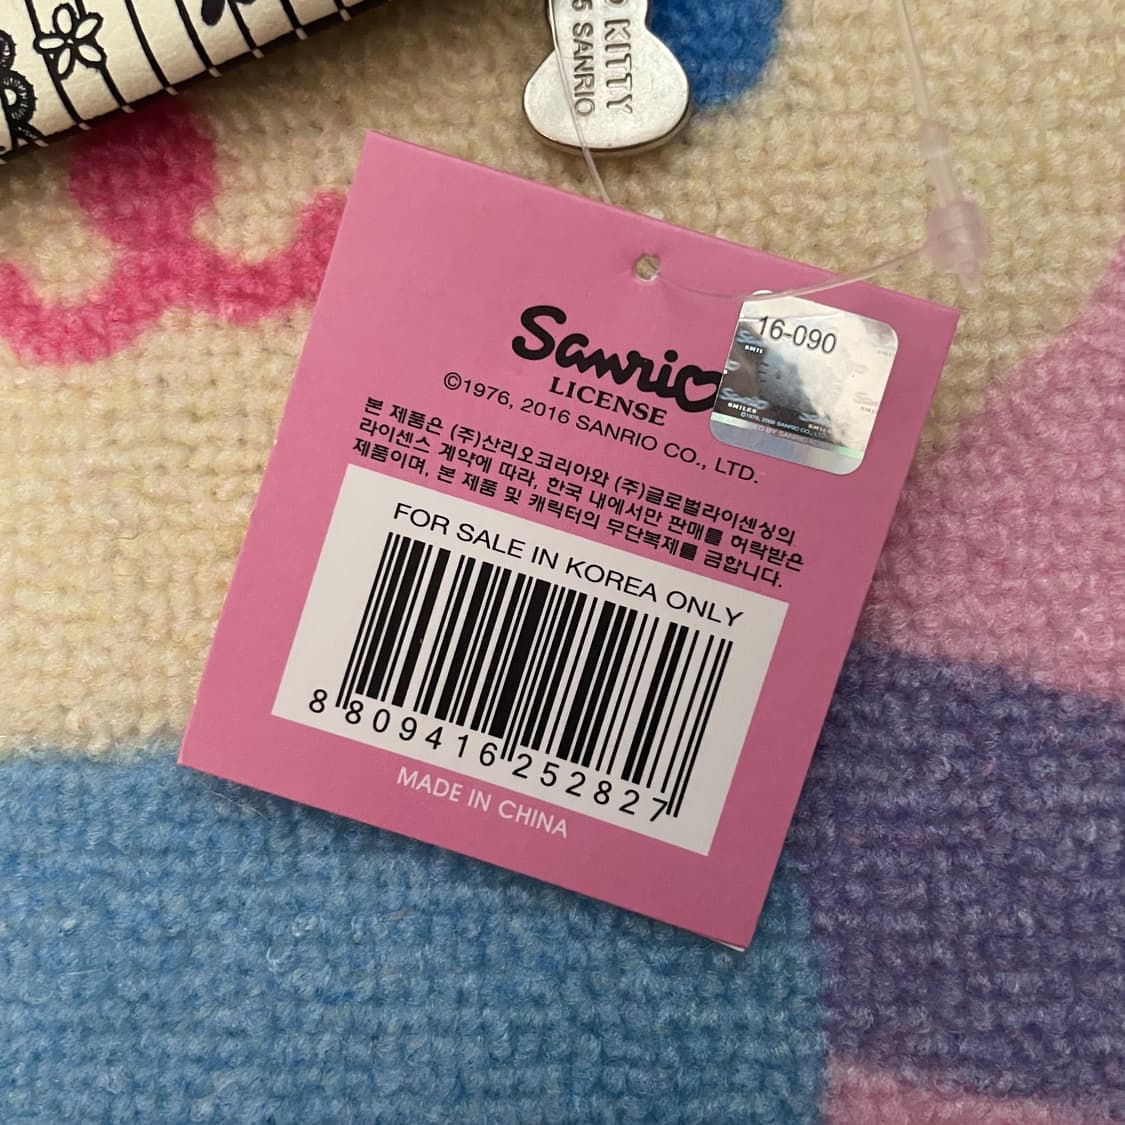 KITTY
5 SANRIO
16-090
Sanrio
LICENSE
©1976, 2016 SANRIO CO., LTD.
본 제품은 (주)산리오코리아와 (주)글로벌라이센싱의
라이센스 계약에 따라, 한국 내에서만 판매를 허락받은
제품이며, 본 제품 및 캐릭터의 무단복제를 금합니다.
FOR SALE IN KOREA ONLY
8 809416 252827
MADE IN CHINA